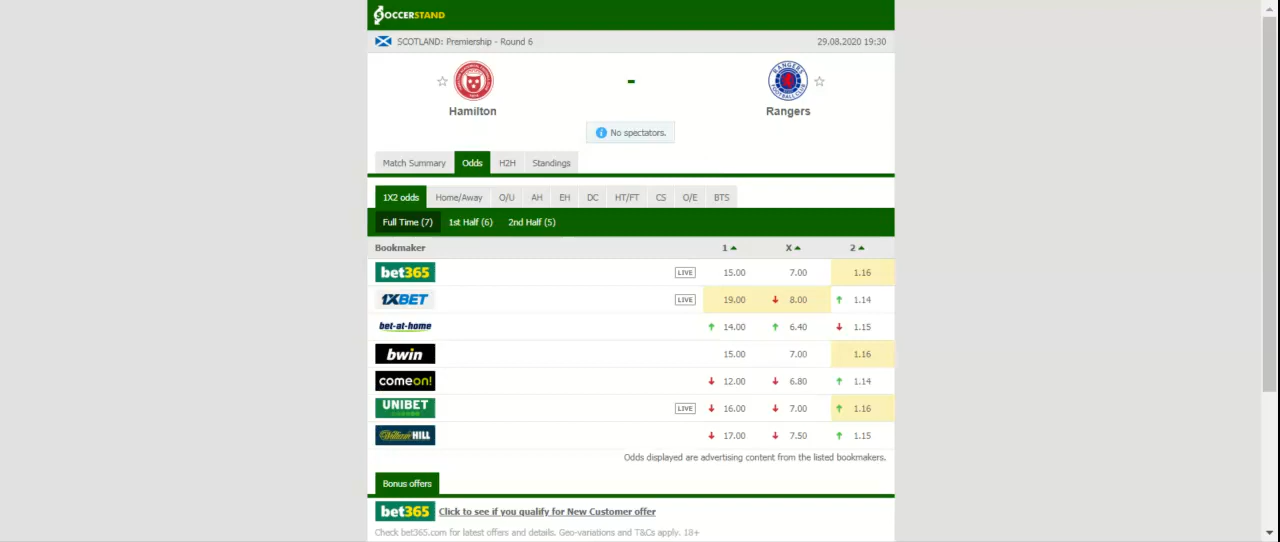 SOCCERSTAND
SCOTLAND: Premiership - Round 6 29.08.2020 19:30
-
Hamilton Rangers
No spectators.
Match Summary Odds H2H Standings
1X2 odds Home/Away O/U AH EH DC HT/FT CS O/E BTS
Full Time (7) 1st Half (6) 2nd Half (5)
Bookmaker 1 X 2
bet365 LIVE 15.00 7.00 1.16
1XBET LIVE 19.00 8.00 1.14
bet-at-home 14.00 6.40 1.15
bwin 15.00 7.00 1.16
comeon! 12.00 6.80 1.14
UNIBET LIVE 16.00 7.00 1.16
William HILL 17.00 7.50 1.15
Odds displayed are advertising content from the listed bookmakers.
Bonus offers
bet365 Click to see if you qualify for New Customer offer
Check bet365.com for latest offers and details. Geo-variations and T&Cs apply. 18+